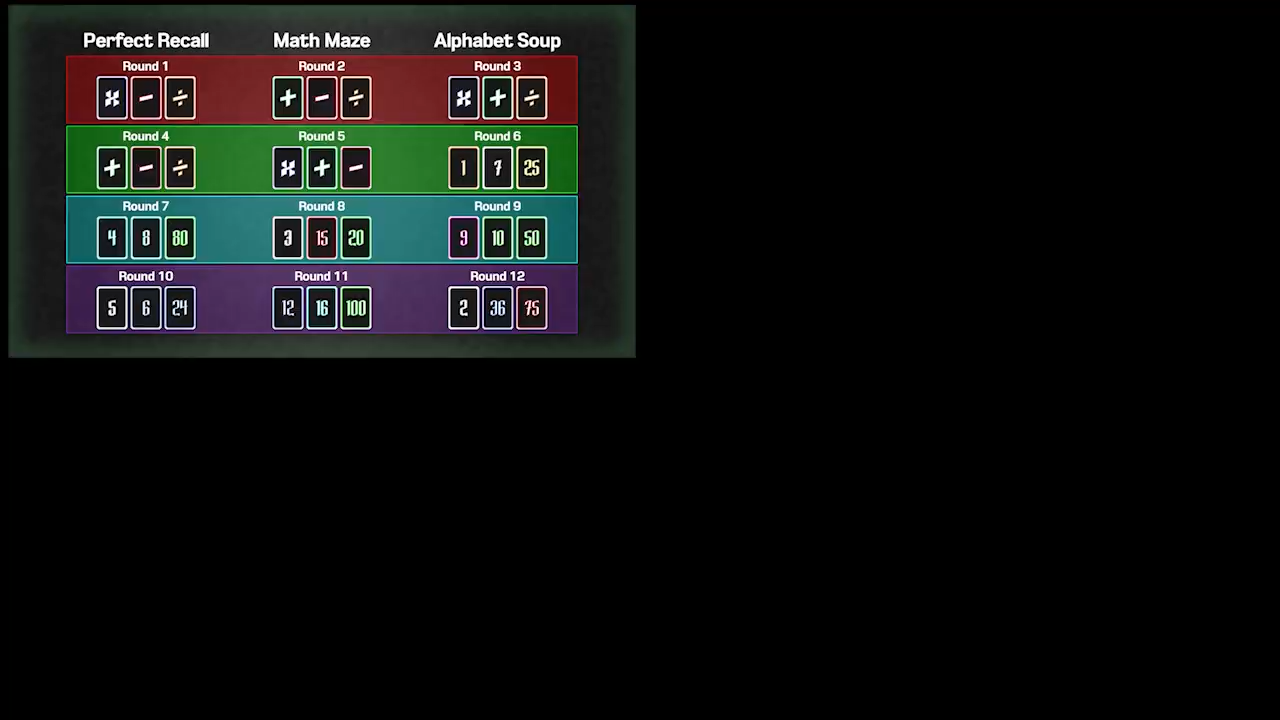 Perfect Recall Math Maze Alphabet Soup
Round 1 Round 2 Round 3
× − ÷ + − ÷ × + ÷
Round 4 Round 5 Round 6
+ − ÷ × + − 1 7 25
Round 7 Round 8 Round 9
4 8 80 3 15 20 9 10 50
Round 10 Round 11 Round 12
5 6 24 12 16 100 2 36 75